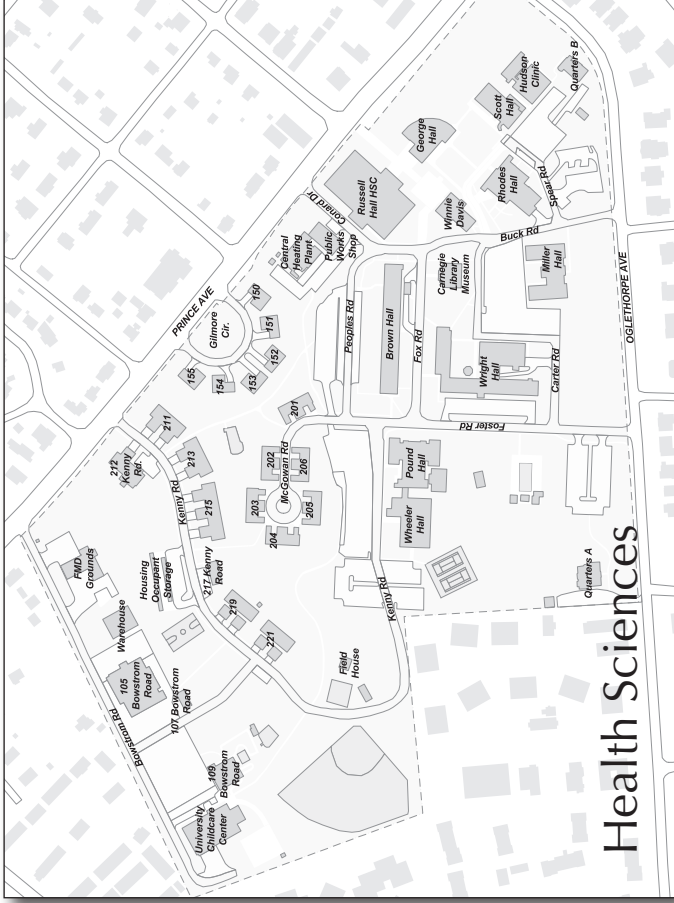 PRINCE AVE
Gilmore
Cir.
150
151
152
153
154
155
Conard Dr
Central
Heating
Plant
Public
Works
Shop
Russell
Hall HSC
George
Hall
Scott
Hall
Hudson
Clinic
Quarters B
Rhodes
Hall
Spear Rd
Winnie
Davis
Buck Rd
Carnegie
Library
Museum
Miller
Hall
OGLETHORPE AVE
Peoples Rd
Brown Hall
Fox Rd
Wright
Hall
Carter Rd
Foster Rd
201
202
206
McGowan Rd
203
204
205
211
212
Kenny
Rd.
213
Kenny Rd
215
217 Kenny
Road
219
221
Pound
Hall
Wheeler
Hall
Kenny Rd
Quarters A
Field
House
FMD
Grounds
Housing
Occupant
Storage
Warehouse
105
Bowstrom
Road
Bowstrom Rd
107 Bowstrom
Road
109
Bowstrom
Road
University
Childcare
Center
Health Sciences